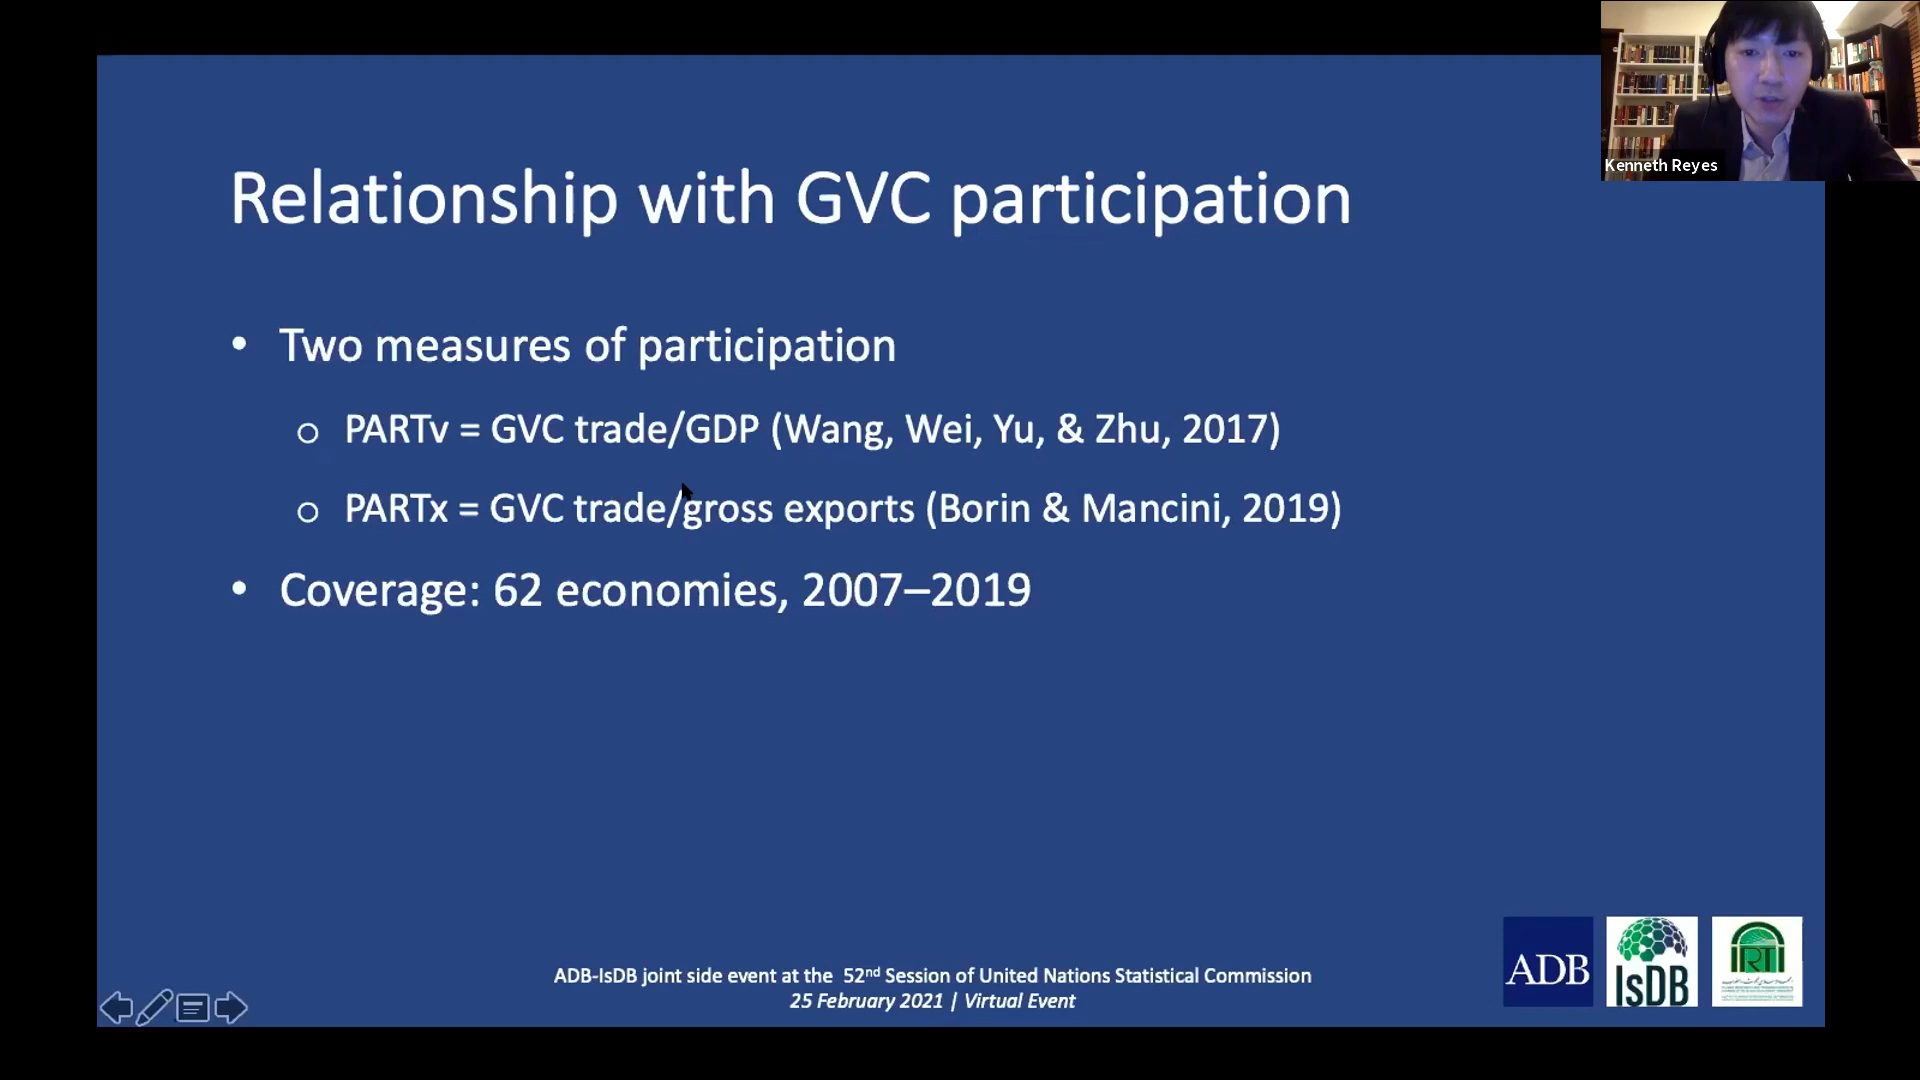 Kenneth Reyes
Relationship with GVC participation
• Two measures of participation
o PARTv = GVC trade/GDP (Wang, Wei, Yu, & Zhu, 2017)
o PARTx = GVC trade/gross exports (Borin & Mancini, 2019)
• Coverage: 62 economies, 2007–2019
ADB-IsDB joint side event at the 52nd Session of United Nations Statistical Commission
25 February 2021 | Virtual Event
ADB
IsDB
IRTI